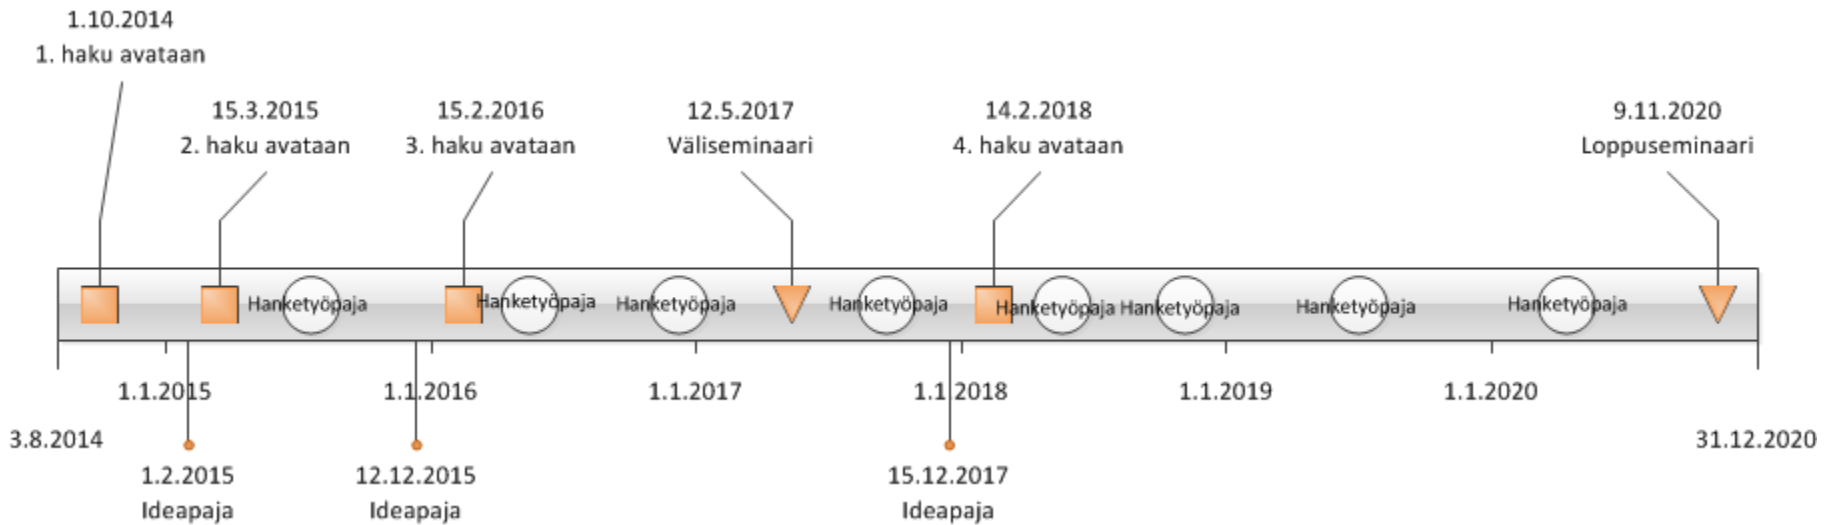 1.10.2014
1. haku avataan
15.3.2015
2. haku avataan
15.2.2016
3. haku avataan
12.5.2017
Väliseminaari
14.2.2018
4. haku avataan
9.11.2020
Loppuseminaari
Hanketyöpaja
Hanketyöpaja
Hanketyöpaja
Hanketyöpaja
Hanketyöpaja
Hanketyöpaja
Hanketyöpaja
Hanketyöpaja
1.1.2015
1.1.2016
1.1.2017
1.1.2018
1.1.2019
1.1.2020
3.8.2014
31.12.2020
1.2.2015
Ideapaja
12.12.2015
Ideapaja
15.12.2017
Ideapaja